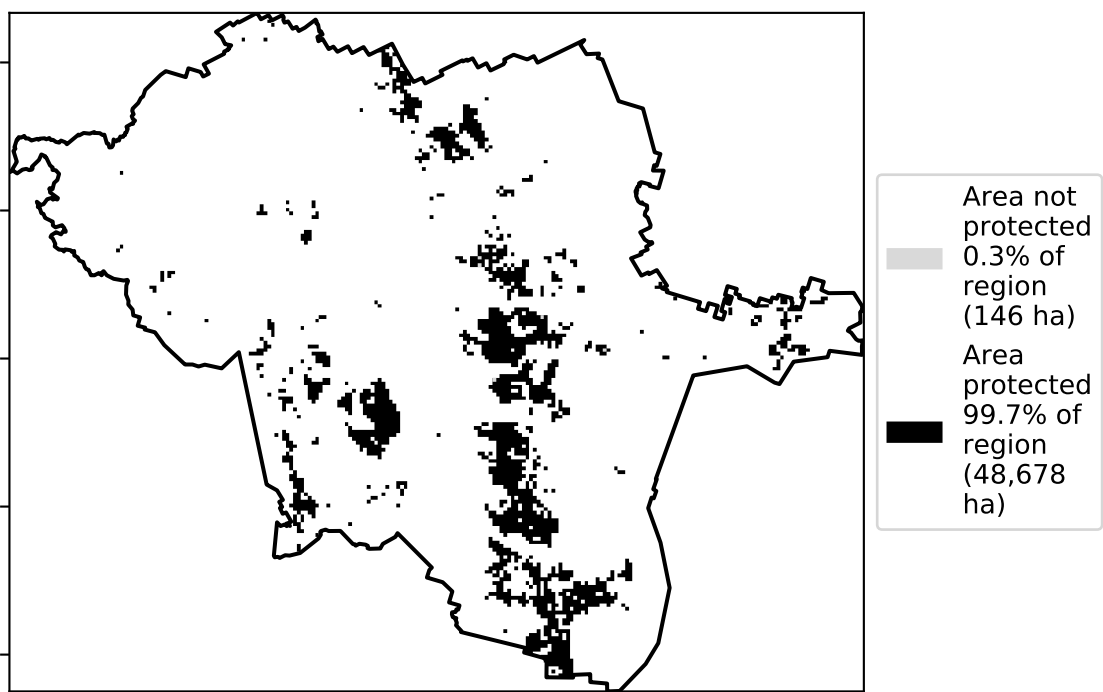 Area not
protected
0.3% of
region
(146 ha)
Area
protected
99.7% of
region
(48,678
ha)